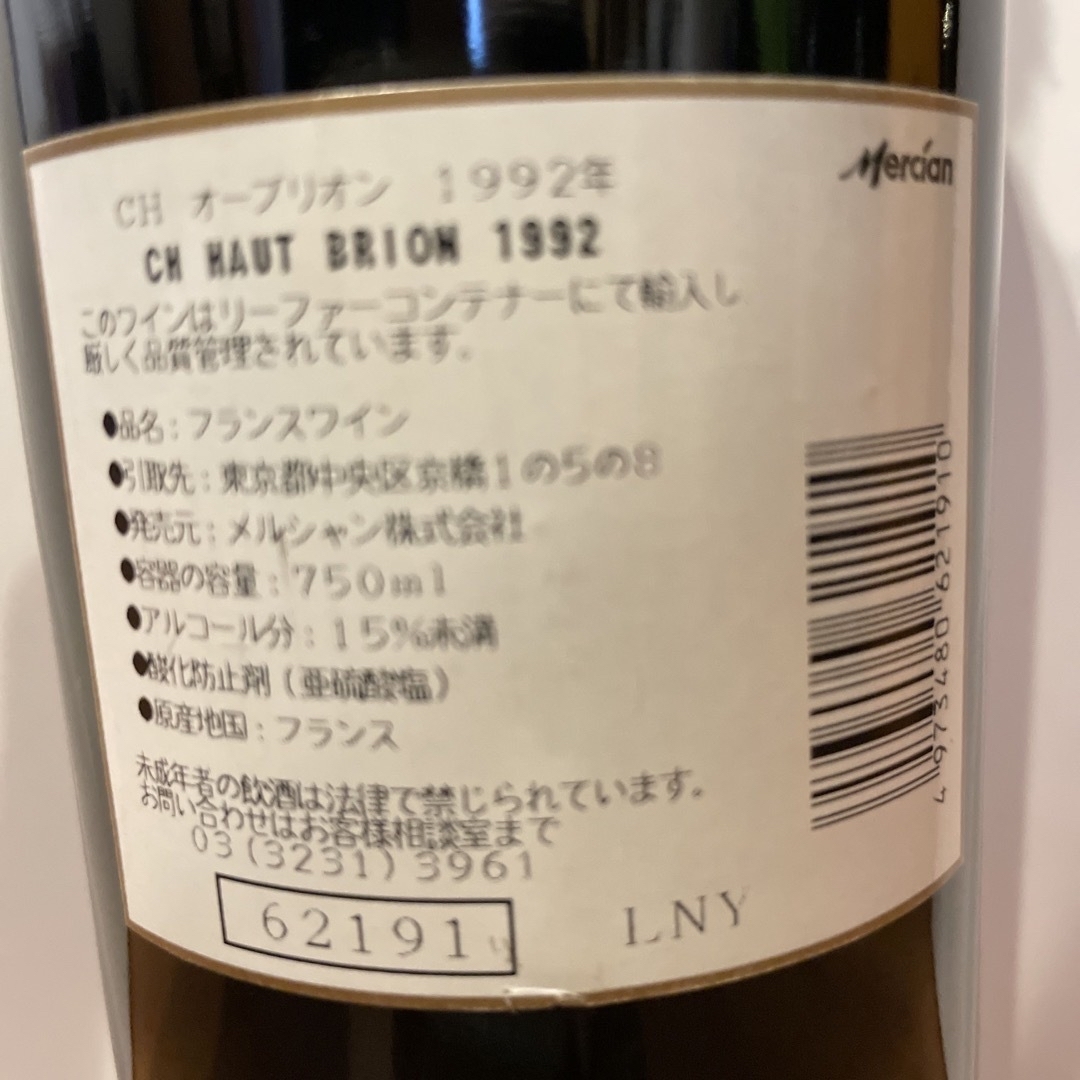 Mercian
CH オーブリオン 1992年
CH HAUT BRION 1992
このワインはリーファーコンテナーにて輸入し
厳しく品質管理されています。
●品名:フランスワイン
●引取先:東京都中央区京橋1の5の8
●発売元:メルシャン株式会社
●容器の容量:750ml
●アルコール分:15%未満
●酸化防止剤(亜硫酸塩)
●原産地国:フランス
未成年者の飲酒は法律で禁じられています。
お問い合わせはお客様相談室まで
03(3231)3961
62191
LNY
4973480621910